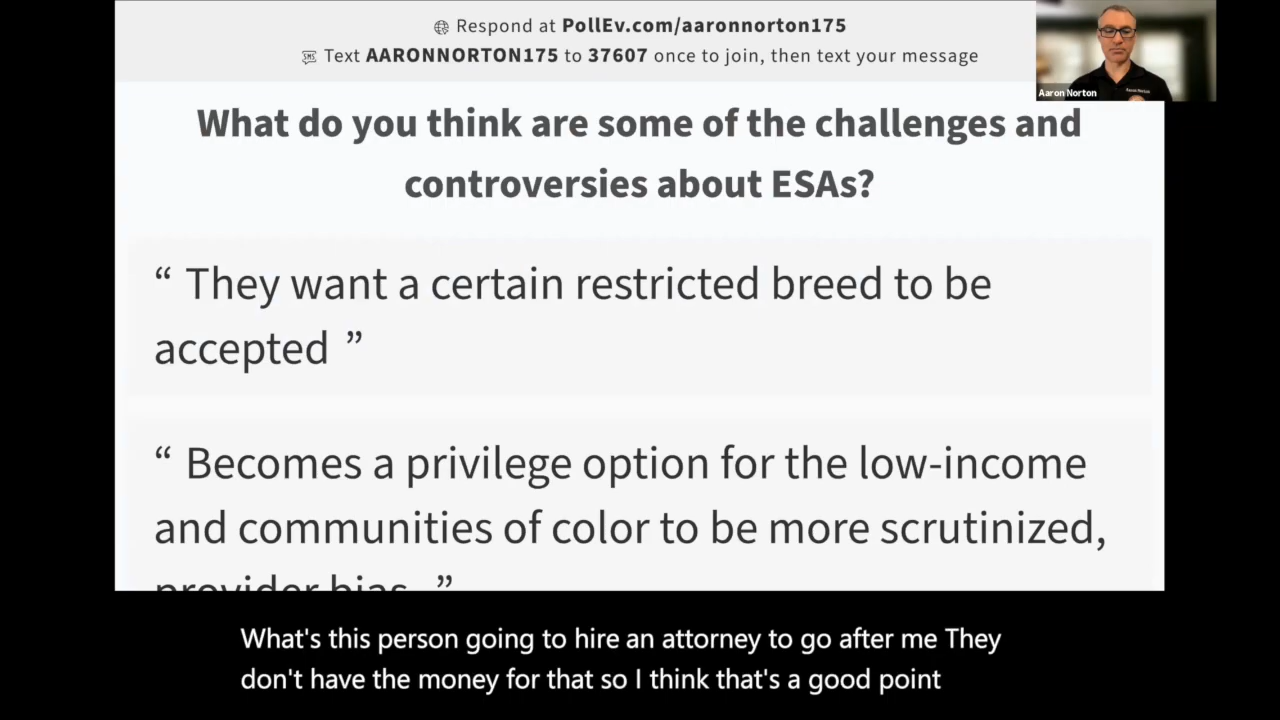 Respond at PollEv.com/aaronnorton175
Text AARONNORTON175 to 37607 once to join, then text your message
Aaron Norton
What do you think are some of the challenges and
controversies about ESAs?
“ They want a certain restricted breed to be
accepted ”
“ Becomes a privilege option for the low-income
and communities of color to be more scrutinized,
provider bias ”
What's this person going to hire an attorney to go after me They
don't have the money for that so I think that's a good point